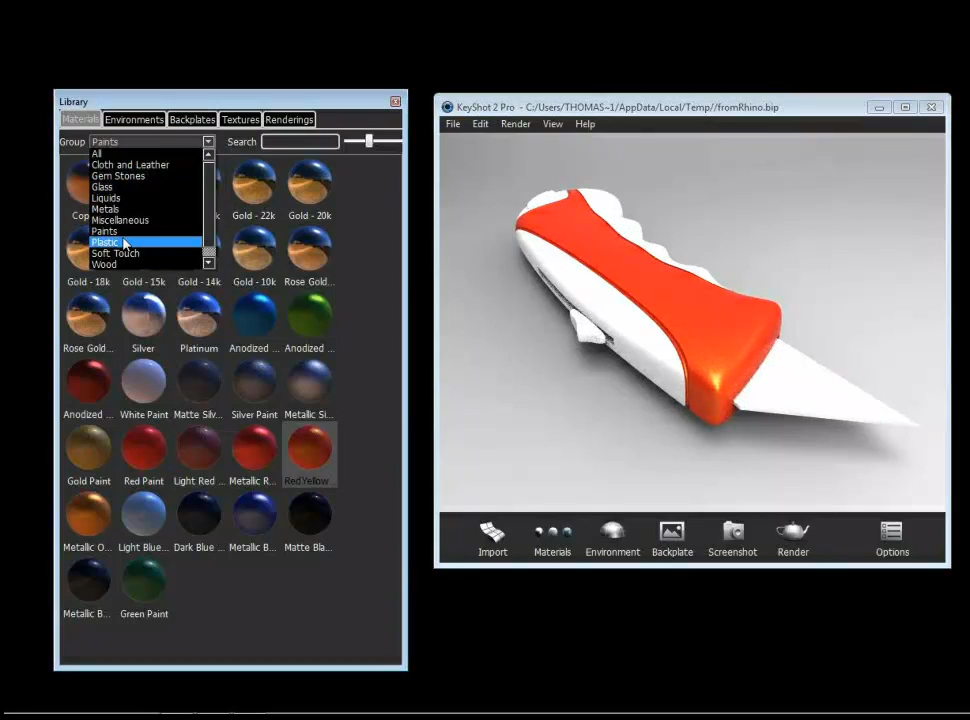 Library
Materials Environments Backplates Textures Renderings
Group Paints Search
All
Cloth and Leather
Gem Stones
Glass
Liquids
Metals
Miscellaneous
Paints
Plastic
Soft Touch
Wood
Gold - 22k Gold - 20k
Gold - 18k Gold - 15k Gold - 14k Gold - 10k Rose Gold...
Rose Gold... Silver Platinum Anodized ... Anodized ...
Anodized ... White Paint Matte Silv... Silver Paint Metallic Si...
Gold Paint Red Paint Light Red ... Metallic R... RedYellow...
Metallic O... Light Blue... Dark Blue ... Metallic B... Matte Bla...
Metallic B... Green Paint
KeyShot 2 Pro - C:/Users/THOMAS~1/AppData/Local/Temp//fromRhino.bip
File Edit Render View Help
Import Materials Environment Backplate Screenshot Render Options